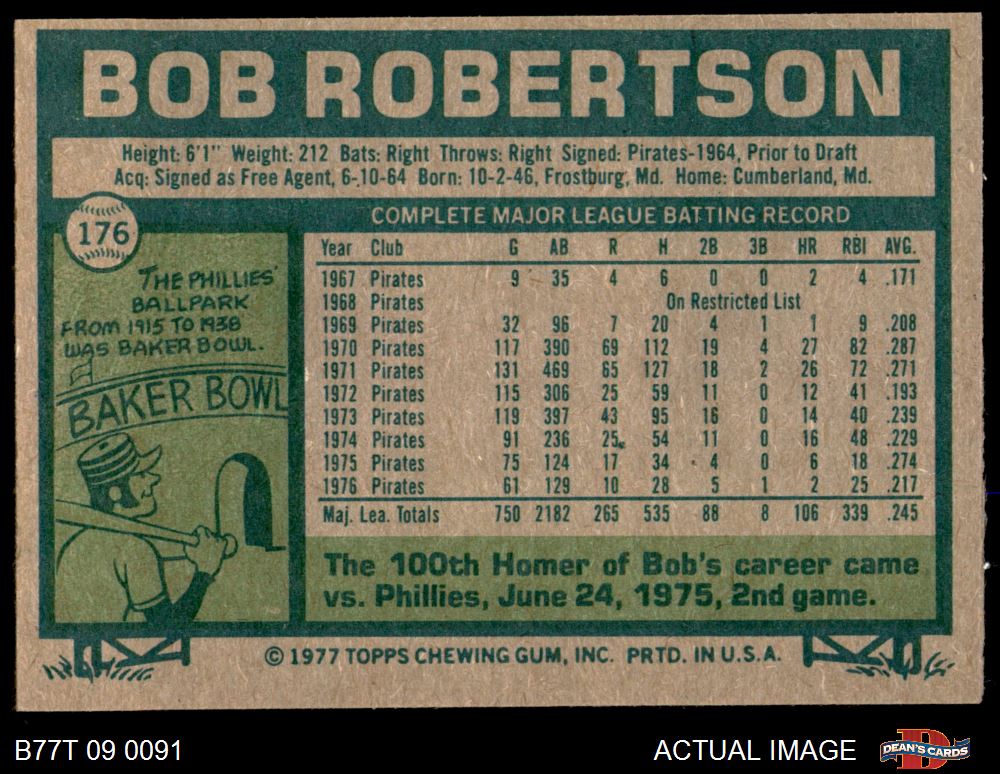 BOB ROBERTSON
Height: 6'1" Weight: 212 Bats: Right Throws: Right Signed: Pirates-1964, Prior to Draft
Acq: Signed as Free Agent, 6-10-64 Born: 10-2-46, Frostburg, Md. Home: Cumberland, Md.
176
THE PHILLIES'
BALLPARK
FROM 1915 TO 1938
WAS BAKER BOWL.
BAKER BOWL
COMPLETE MAJOR LEAGUE BATTING RECORD
Year Club G AB R H 2B 3B HR RBI AVG.
1967 Pirates 9 35 4 6 0 0 2 4 .171
1968 Pirates On Restricted List
1969 Pirates 32 96 7 20 4 1 1 9 .208
1970 Pirates 117 390 69 112 19 4 27 82 .287
1971 Pirates 131 469 65 127 18 2 26 72 .271
1972 Pirates 115 306 25 59 11 0 12 41 .193
1973 Pirates 119 397 43 95 16 0 14 40 .239
1974 Pirates 91 236 25 54 11 0 16 48 .229
1975 Pirates 75 124 17 34 4 0 6 18 .274
1976 Pirates 61 129 10 28 5 1 2 25 .217
Maj. Lea. Totals 750 2182 265 535 88 8 106 339 .245
The 100th Homer of Bob's career came
vs. Phillies, June 24, 1975, 2nd game.
© 1977 TOPPS CHEWING GUM, INC. PRTD. IN U.S.A.
B77T 09 0091
ACTUAL IMAGE
DEAN'S CARDS